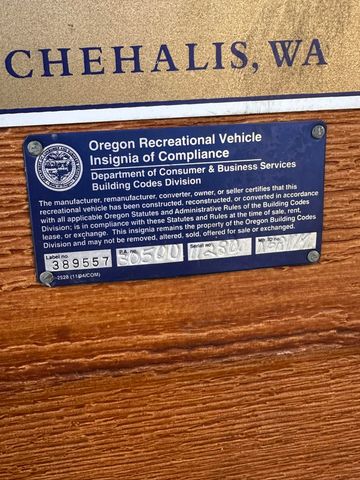 CHEHALIS, WA
Oregon Recreational Vehicle
Insignia of Compliance
Department of Consumer & Business Services
Building Codes Division
The manufacturer, remanufacturer, converter, owner, or seller certifies that this
recreational vehicle has been constructed, reconstructed, or converted in accordance
with all applicable Oregon Statutes and Administrative Rules of the Building Codes
Division; is in compliance with these Statutes and Rules at the time of sale, rent,
lease, or exchange. This insignia remains the property of the Oregon Building Codes
Division and may not be removed, altered, sold, offered for sale or exchanged.
Label no. Serial no.
389557 30500